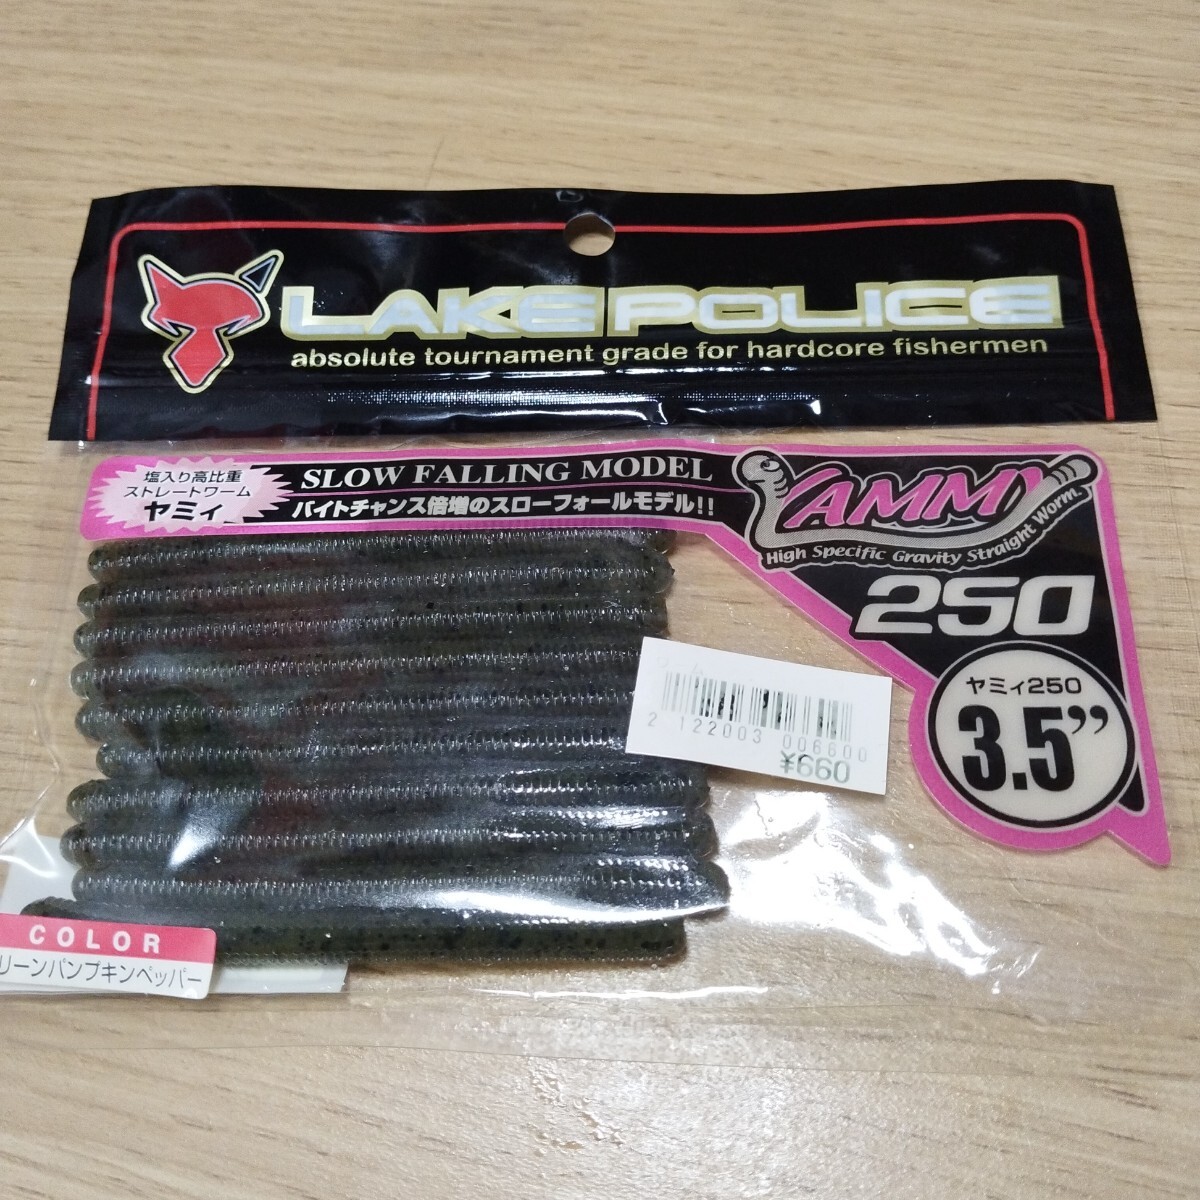 LAKE POLICE
absolute tournament grade for hardcore fishermen
塩入り高比重
ストレートワーム
ヤミィ
SLOW FALLING MODEL
バイトチャンス倍増のスローフォールモデル!!
YAMMY
High Specific Gravity Straight Worm
250
ヤミィ250
3.5”
2 122003 006600
¥660
COLOR
リーンパンプキンペッパー